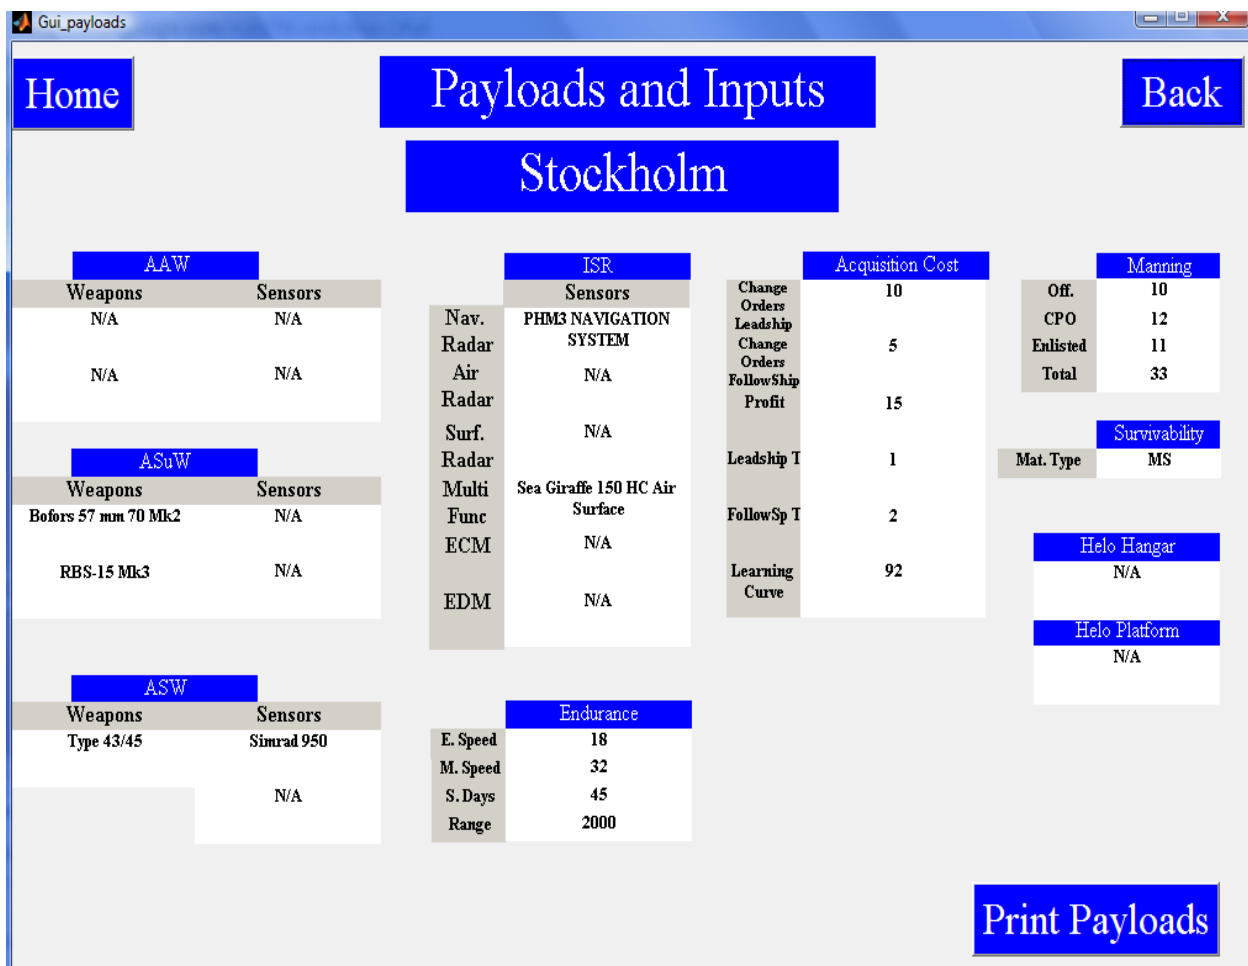 Gui_payloads
Home
Payloads and Inputs
Back
Stockholm
AAW
Weapons Sensors
N/A N/A
N/A N/A
ASuW
Weapons Sensors
Bofors 57 mm 70 Mk2 N/A
RBS-15 Mk3 N/A
ASW
Weapons Sensors
Type 43/45 Simrad 950
N/A
ISR
Sensors
Nav. PHM3 NAVIGATION
Radar SYSTEM
Air N/A
Radar
Surf. N/A
Radar
Multi Sea Giraffe 150 HC Air
Func Surface
ECM N/A
EDM N/A
Endurance
E. Speed 18
M. Speed 32
S. Days 45
Range 2000
Acquisition Cost
Change 10
Orders
Leadship
Change 5
Orders
FollowShip
Profit 15
Leadship T 1
FollowSp T 2
Learning 92
Curve
Manning
Off. 10
CPO 12
Enlisted 11
Total 33
Survivability
Mat. Type MS
Helo Hangar
N/A
Helo Platform
N/A
Print Payloads